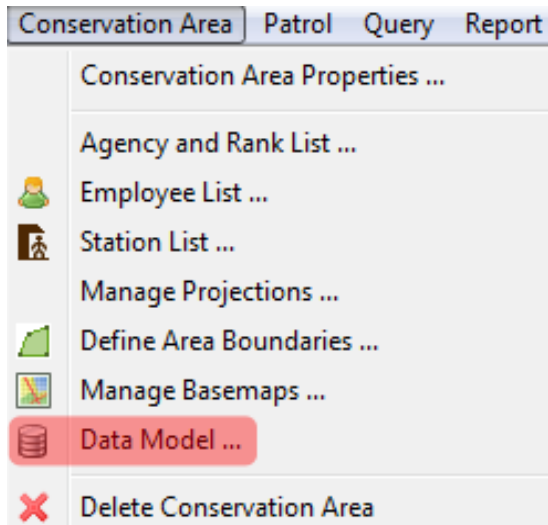 Conservation Area Patrol Query Report
Conservation Area Properties ...
Agency and Rank List ...
Employee List ...
Station List ...
Manage Projections ...
Define Area Boundaries ...
Manage Basemaps ...
Data Model ...
Delete Conservation Area